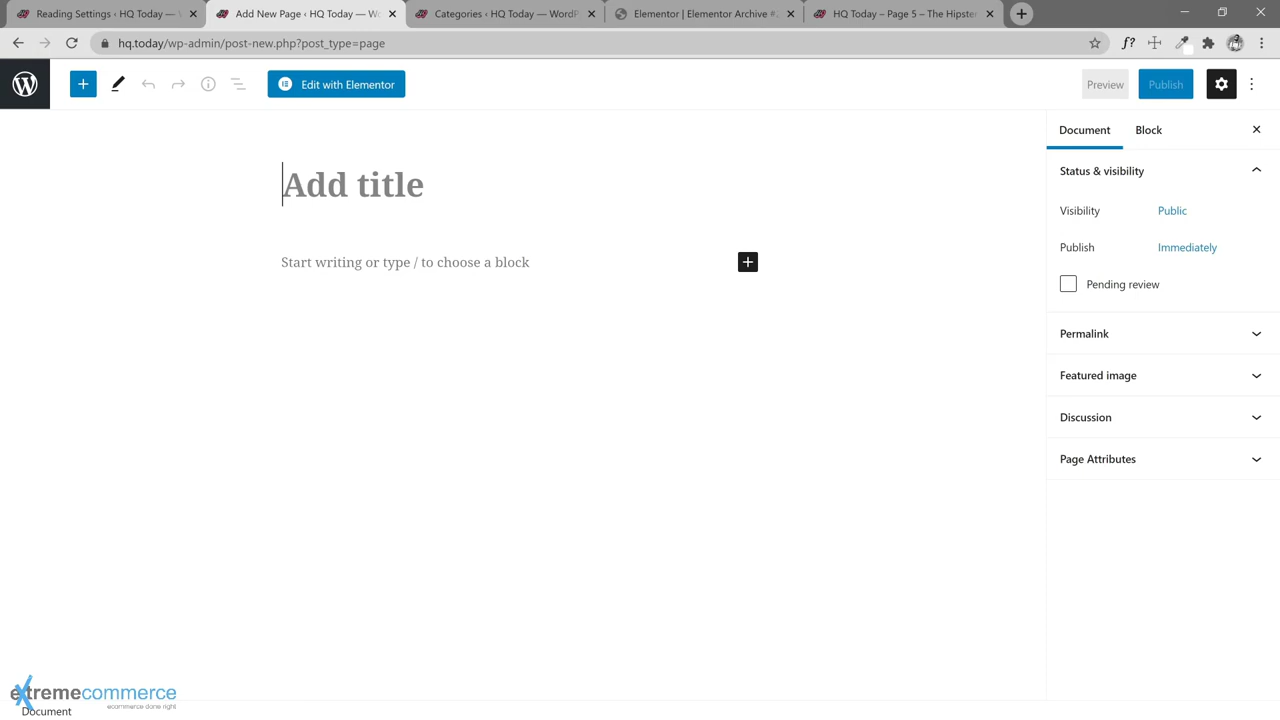 Reading Settings ‹ HQ Today —
Add New Page ‹ HQ Today — Wo
Categories ‹ HQ Today — WordP
Elementor | Elementor Archive #
HQ Today – Page 5 – The Hipster
hq.today/wp-admin/post-new.php?post_type=page
f?
Edit with Elementor
Preview
Publish
Document
Block
Add title
Status & visibility
Visibility
Public
Start writing or type / to choose a block
Publish
Immediately
Pending review
Permalink
Featured image
Discussion
Page Attributes
extremecommerce
ecommerce done right
Document